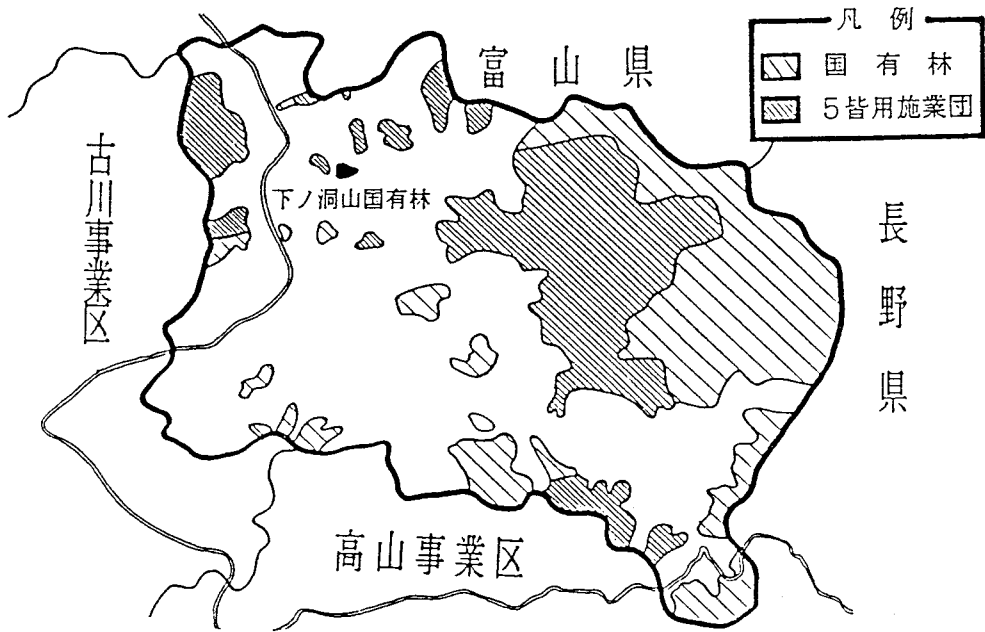 凡例
国有林
5皆用施業団
富山県
古川事業区
下ノ洞山国有林
長野県
高山事業区